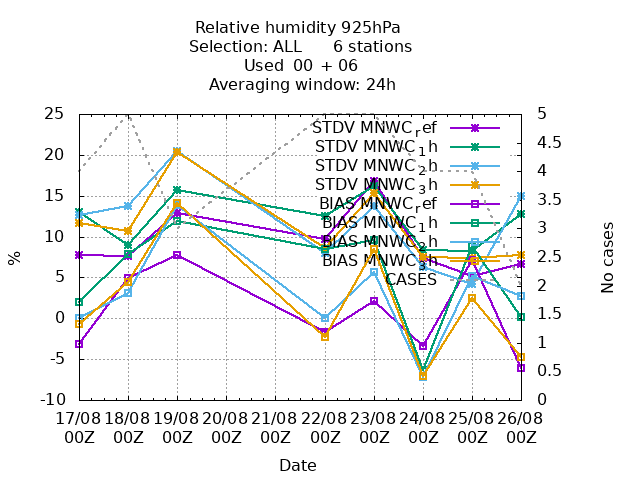 Relative humidity 925hPa
Selection: ALL 6 stations
Used 00 + 06
Averaging window: 24h
25
20
15
10
5
0
-5
-10
%
5
4.5
4
3.5
3
2.5
2
1.5
1
0.5
0
No cases
STDV MNWC_ref
STDV MNWC_1h
STDV MNWC_2h
STDV MNWC_3h
BIAS MNWC_ref
BIAS MNWC_1h
BIAS MNWC_2h
BIAS MNWC_3h
CASES
17/08 18/08 19/08 20/08 21/08 22/08 23/08 24/08 25/08 26/08
00Z 00Z 00Z 00Z 00Z 00Z 00Z 00Z 00Z 00Z
Date